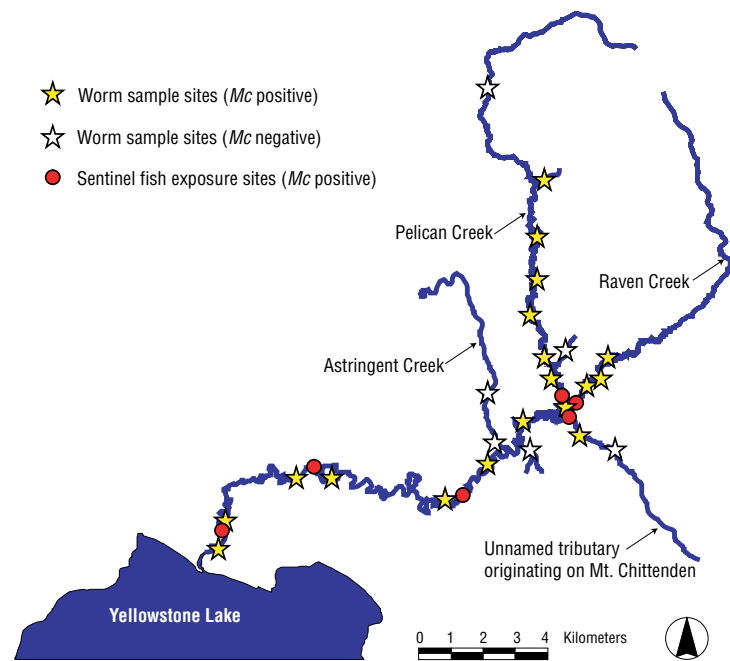 Worm sample sites (Mc positive)
Worm sample sites (Mc negative)
Sentinel fish exposure sites (Mc positive)
Pelican Creek
Raven Creek
Astringent Creek
Unnamed tributary
originating on Mt. Chittenden
Yellowstone Lake
0 1 2 3 4 Kilometers